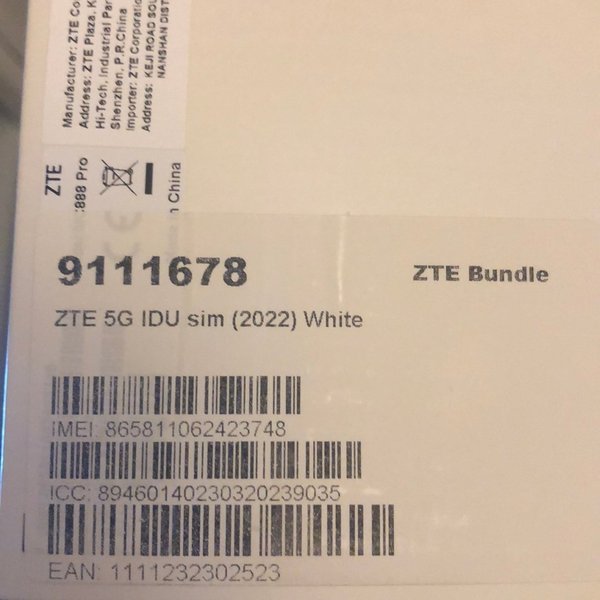 Manufacturer: ZTE Co
Address: ZTE Plaza, K
Hi-Tech. Industrial Par
Shenzhen, P.R.China
Importer: ZTE Corporatio
Address: KEJI ROAD SOU
NANSHAN DIST
ZTE
888 Pro
China
9111678
ZTE Bundle
ZTE 5G IDU sim (2022) White
IMEI: 865811062423748
ICC: 89460140230320239035
EAN: 1111232302523